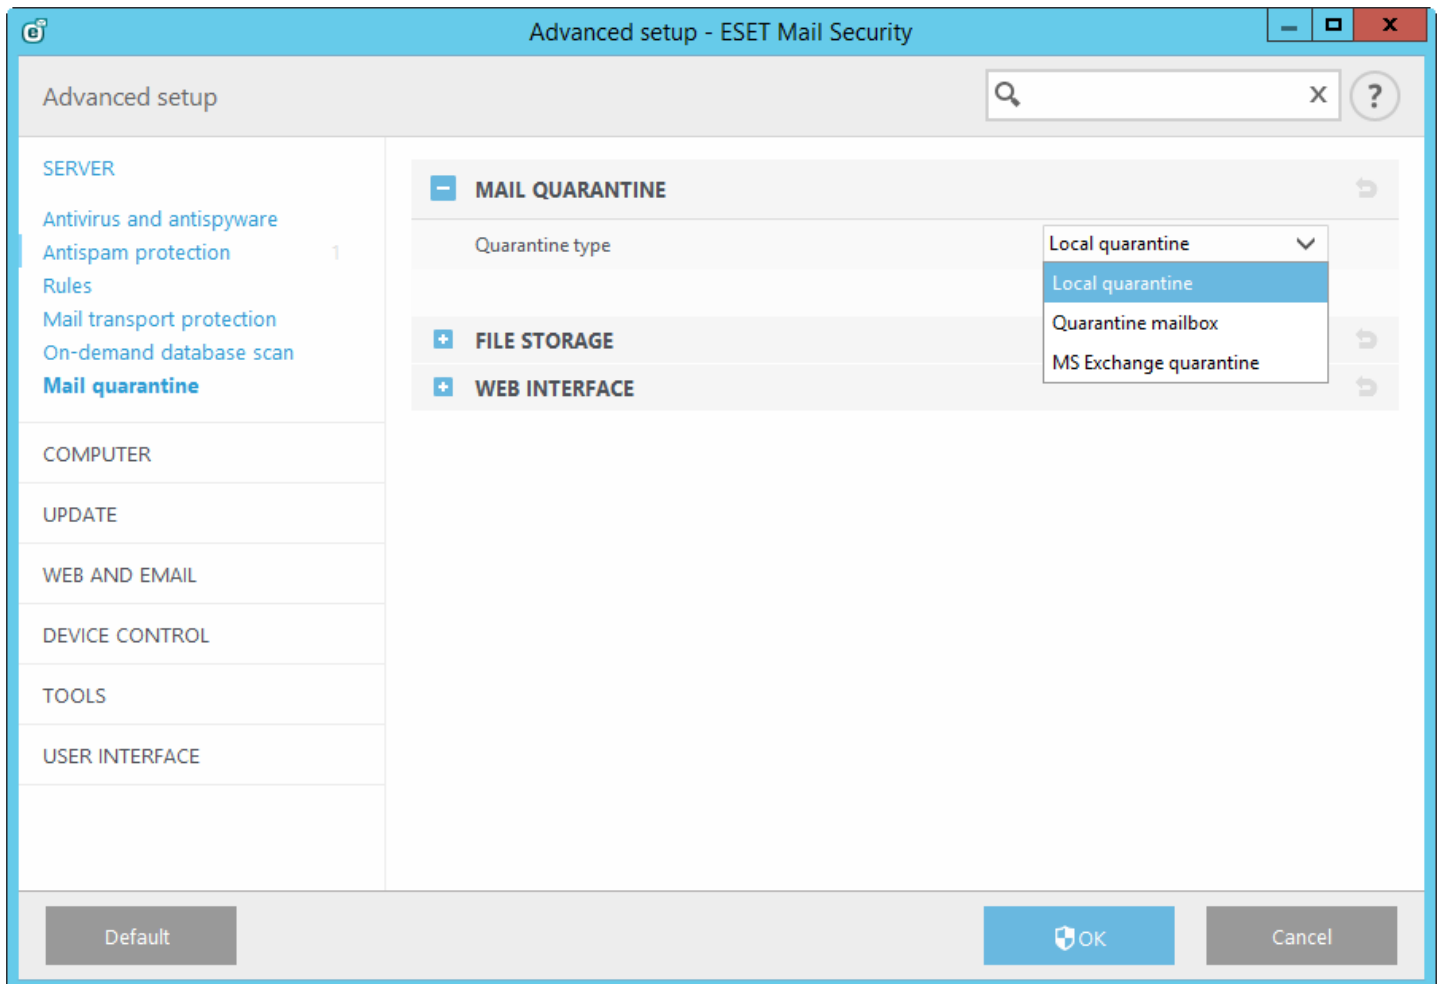 Advanced setup - ESET Mail Security
Advanced setup
x
?
SERVER
Antivirus and antispyware
Antispam protection 1
Rules
Mail transport protection
On-demand database scan
Mail quarantine
COMPUTER
UPDATE
WEB AND EMAIL
DEVICE CONTROL
TOOLS
USER INTERFACE
MAIL QUARANTINE
Quarantine type
Local quarantine
Local quarantine
Quarantine mailbox
MS Exchange quarantine
FILE STORAGE
WEB INTERFACE
Default
OK
Cancel